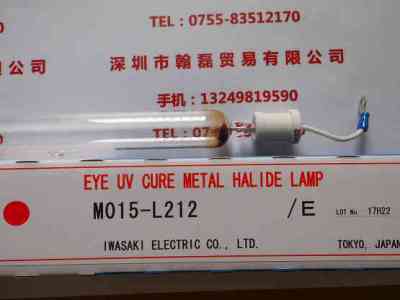 TEL: 0755-83512170
限公司
深圳市翰磊贸易有限公司
手机：13249819590
TEL: 07
EYE UV CURE METAL HALIDE LAMP
M015-L212 /E LOT No. 17H22
IWASAKI ELECTRIC CO., LTD. TOKYO, JAPAN